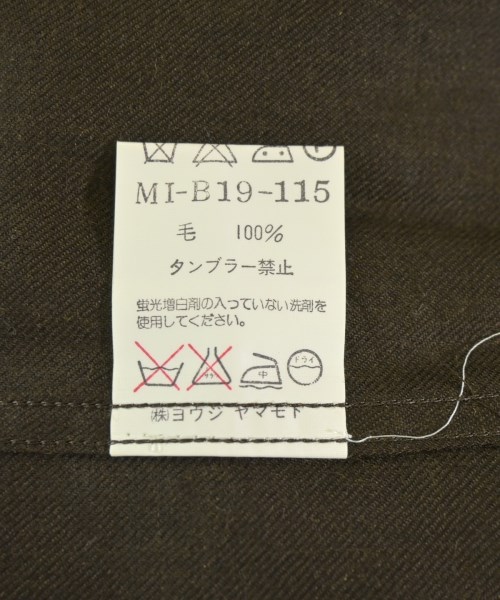 MI-B19-115
毛 100%
タンブラー禁止
蛍光増白剤の入っていない洗剤を
使用してください。
中 ドライ
㈱ ヨウジ ヤマモト